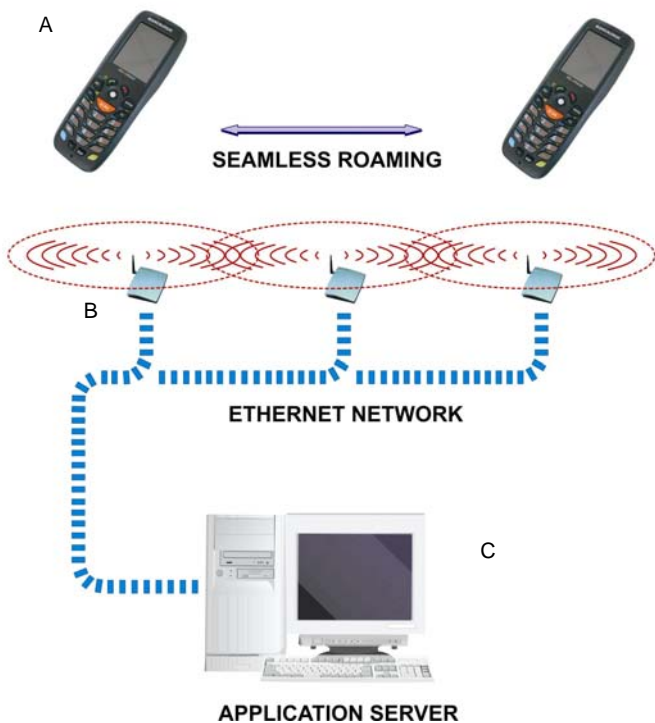 A
SEAMLESS ROAMING
B
ETHERNET NETWORK
C
APPLICATION SERVER